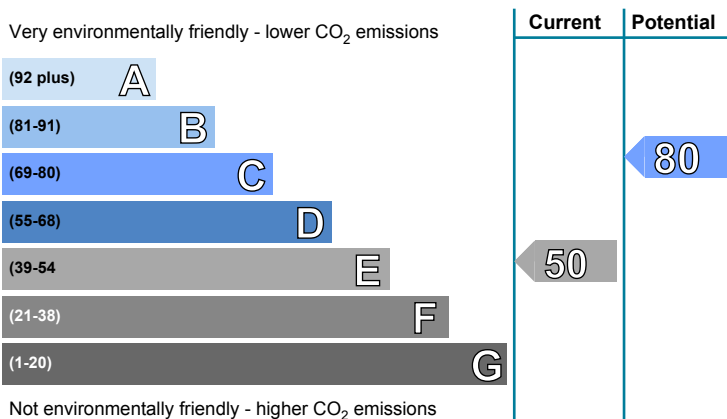 Current Potential
Very environmentally friendly - lower CO2 emissions
(92 plus) A
(81-91) B
(69-80) C
80
(55-68) D
(39-54 E
50
(21-38) F
(1-20) G
Not environmentally friendly - higher CO2 emissions